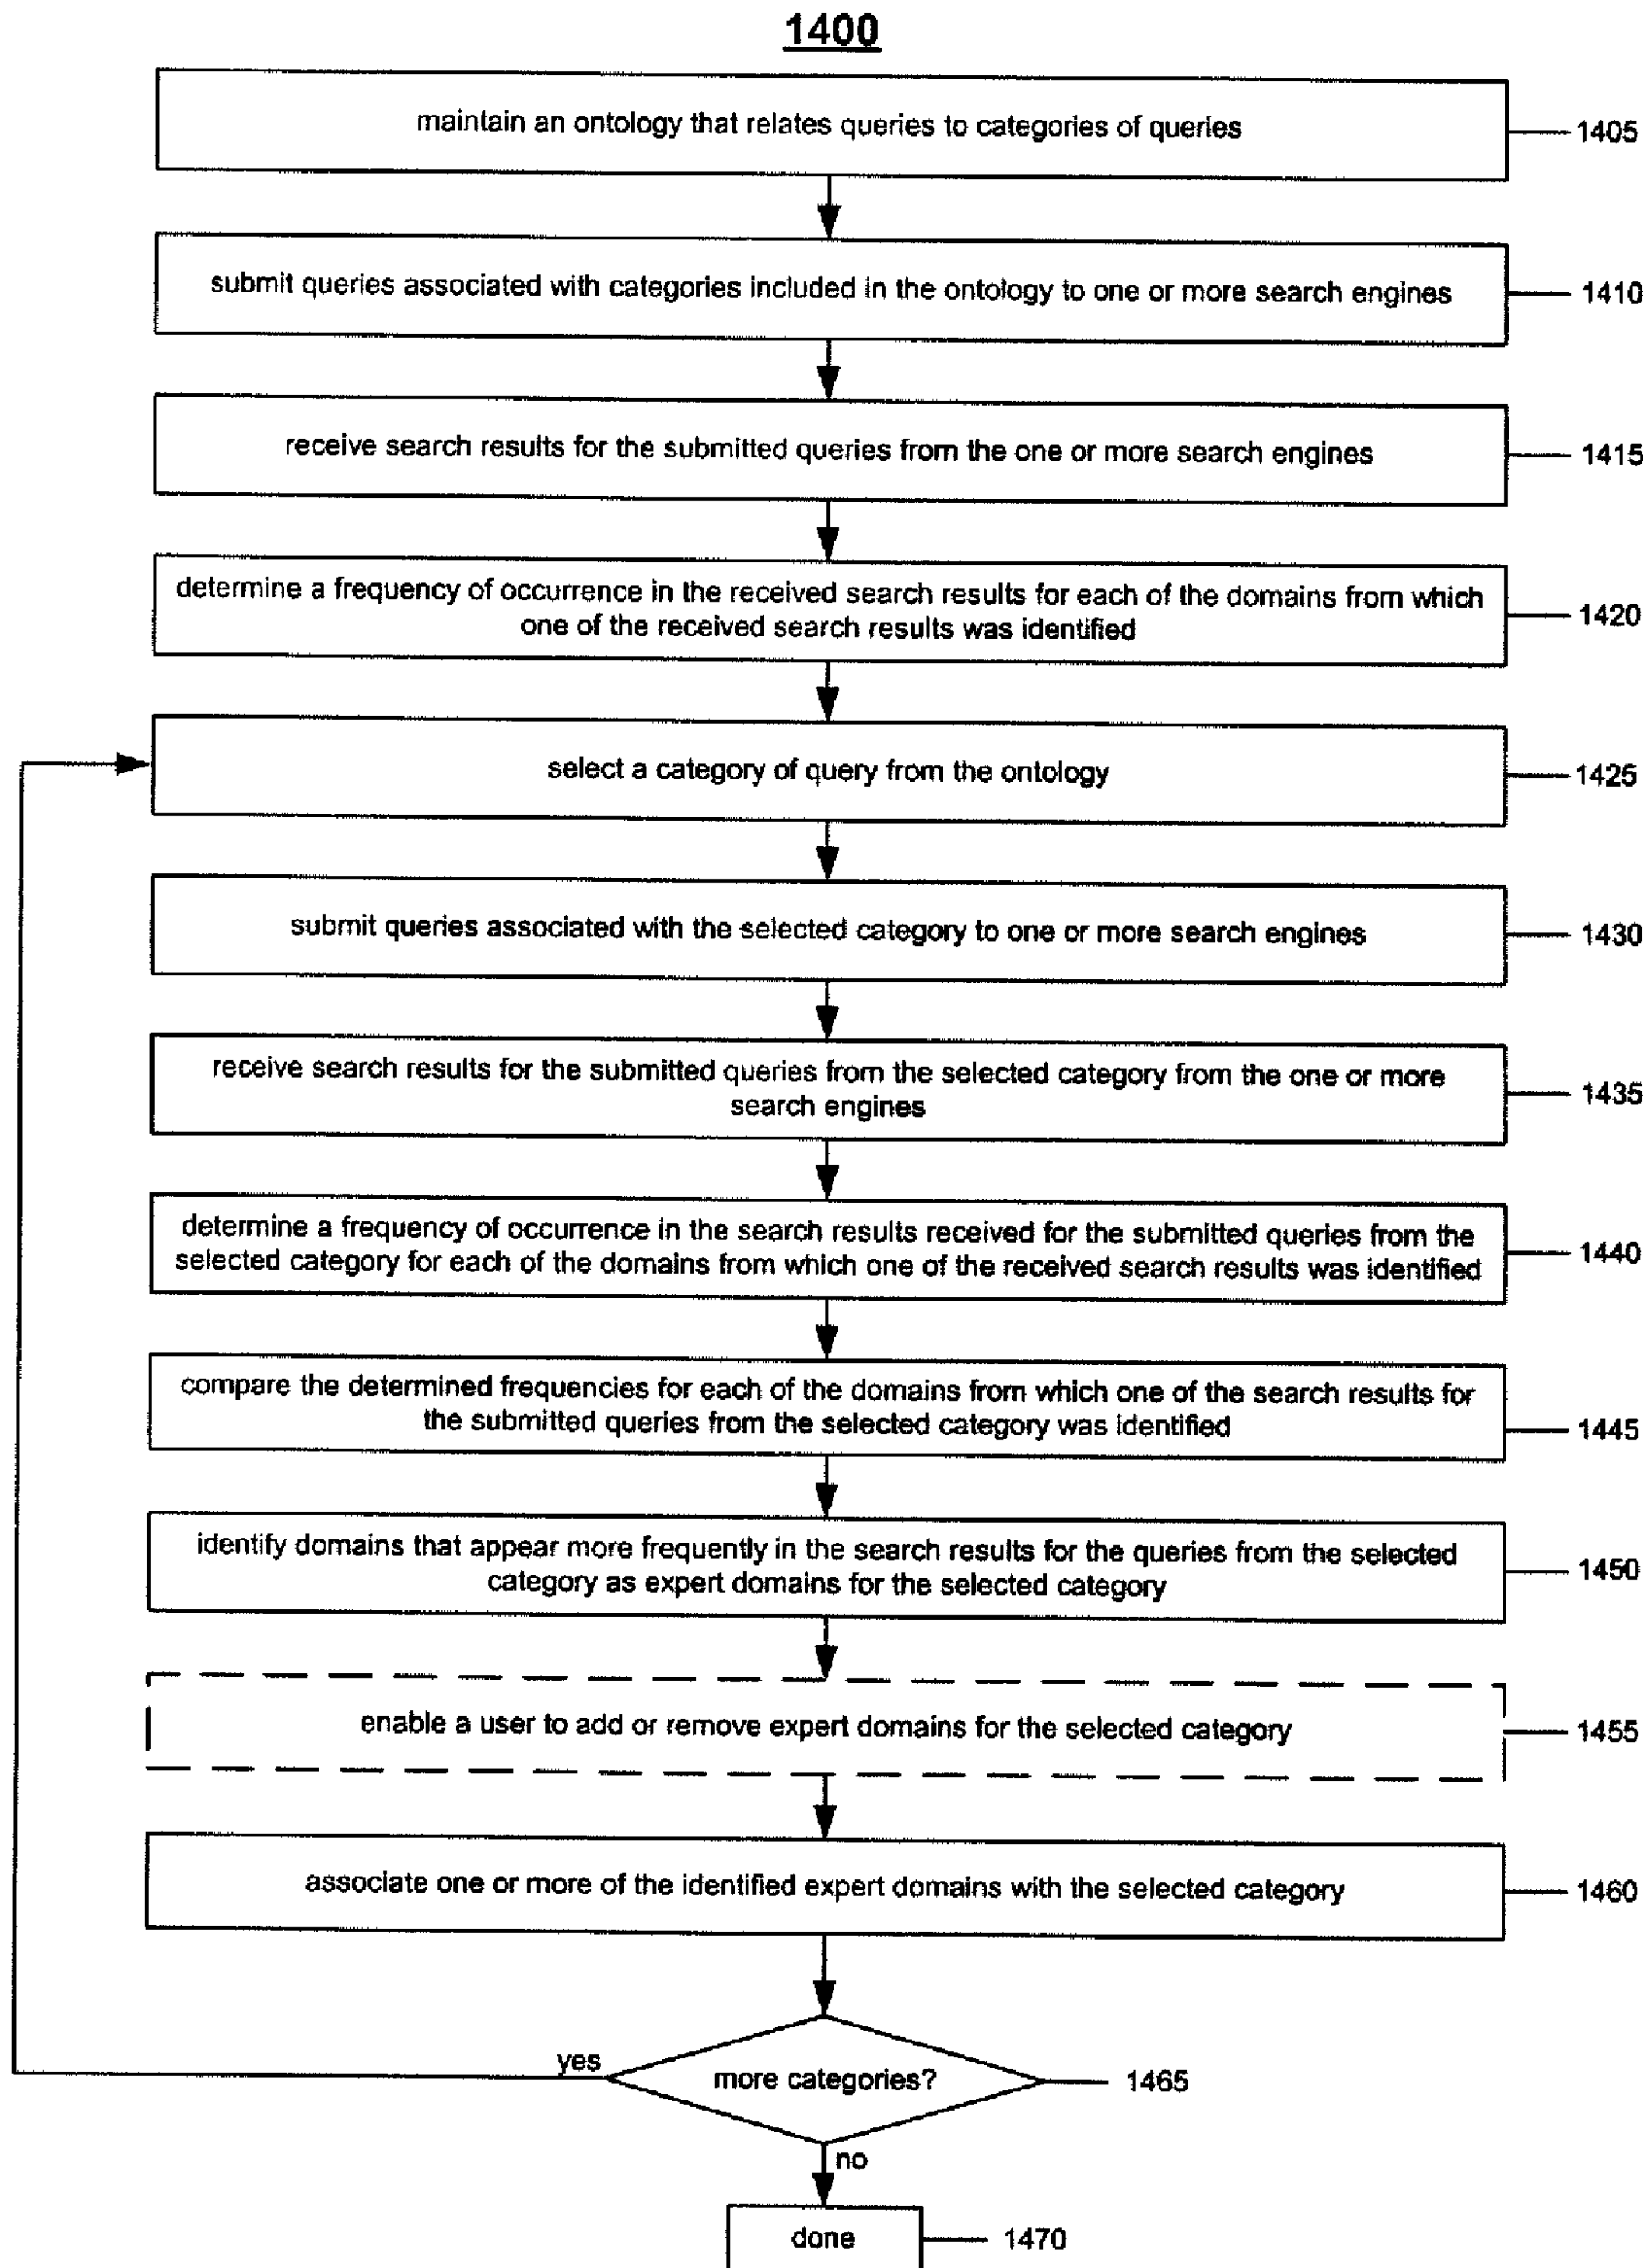 1400
maintain an ontology that relates queries to categories of queries
1405
submit queries associated with categories included in the ontology to one or more search engines
1410
receive search results for the submitted queries from the one or more search engines
1415
determine a frequency of occurrence in the received search results for each of the domains from which
one of the received search results was identified
1420
select a category of query from the ontology
1425
submit queries associated with the selected category to one or more search engines
1430
receive search results for the submitted queries from the selected category from the one or more
search engines
1435
determine a frequency of occurrence in the search results received for the submitted queries from the
selected category for each of the domains from which one of the received search results was identified
1440
compare the determined frequencies for each of the domains from which one of the search results for
the submitted queries from the selected category was identified
1445
identify domains that appear more frequently in the search results for the queries from the selected
category as expert domains for the selected category
1450
enable a user to add or remove expert domains for the selected category
1455
associate one or more of the identified expert domains with the selected category
1460
yes
more categories?
1465
no
done
1470